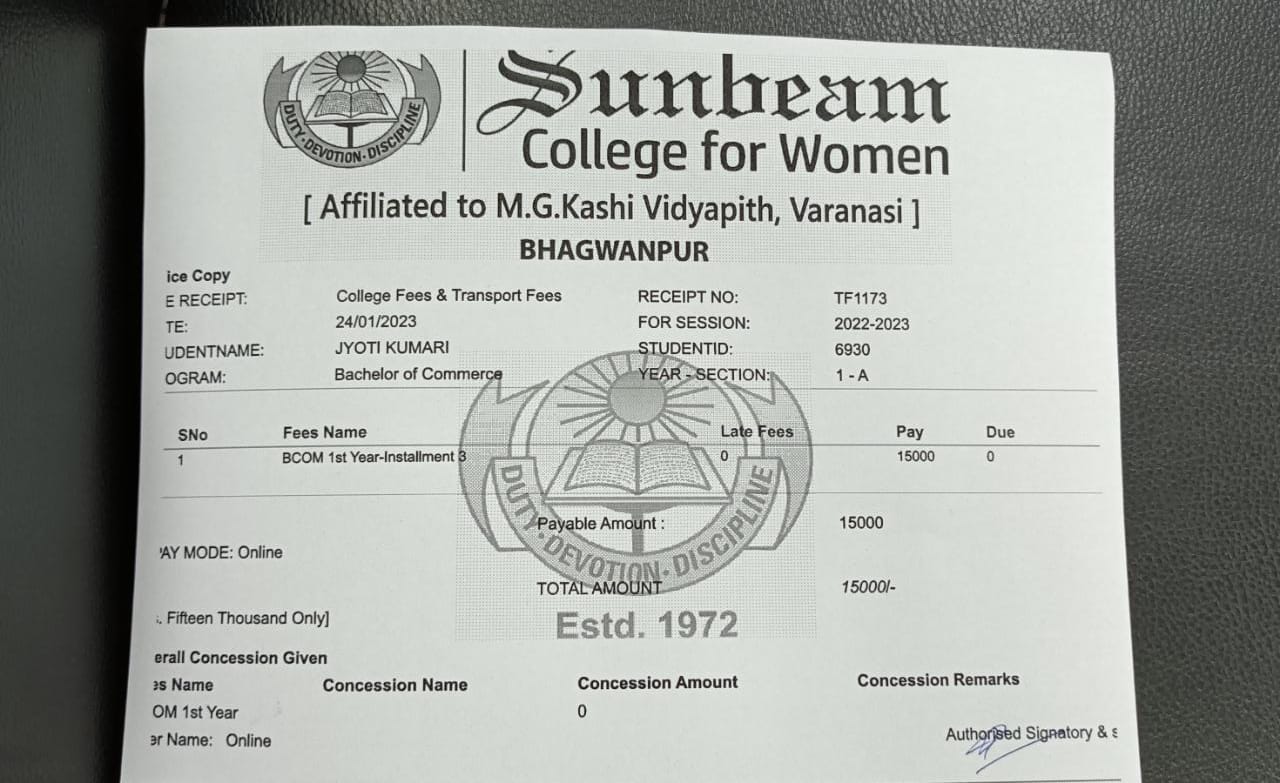 DUTY·DEVOTION·DISCIPLINE
Sunbeam
College for Women
[ Affiliated to M.G.Kashi Vidyapith, Varanasi ]
BHAGWANPUR
ice Copy
E RECEIPT: College Fees & Transport Fees RECEIPT NO: TF1173
TE: 24/01/2023 FOR SESSION: 2022-2023
UDENTNAME: JYOTI KUMARI STUDENTID: 6930
OGRAM: Bachelor of Commerce YEAR - SECTION: 1 - A
SNo Fees Name Late Fees Pay Due
1 BCOM 1st Year-Installment 3 0 15000 0
DUTY·DEVOTION·DISCIPLINE
Payable Amount : 15000
AY MODE: Online
TOTAL AMOUNT 15000/-
. Fifteen Thousand Only]
Estd. 1972
erall Concession Given
es Name Concession Name Concession Amount Concession Remarks
OM 1st Year 0
er Name: Online Authorised Signatory & s